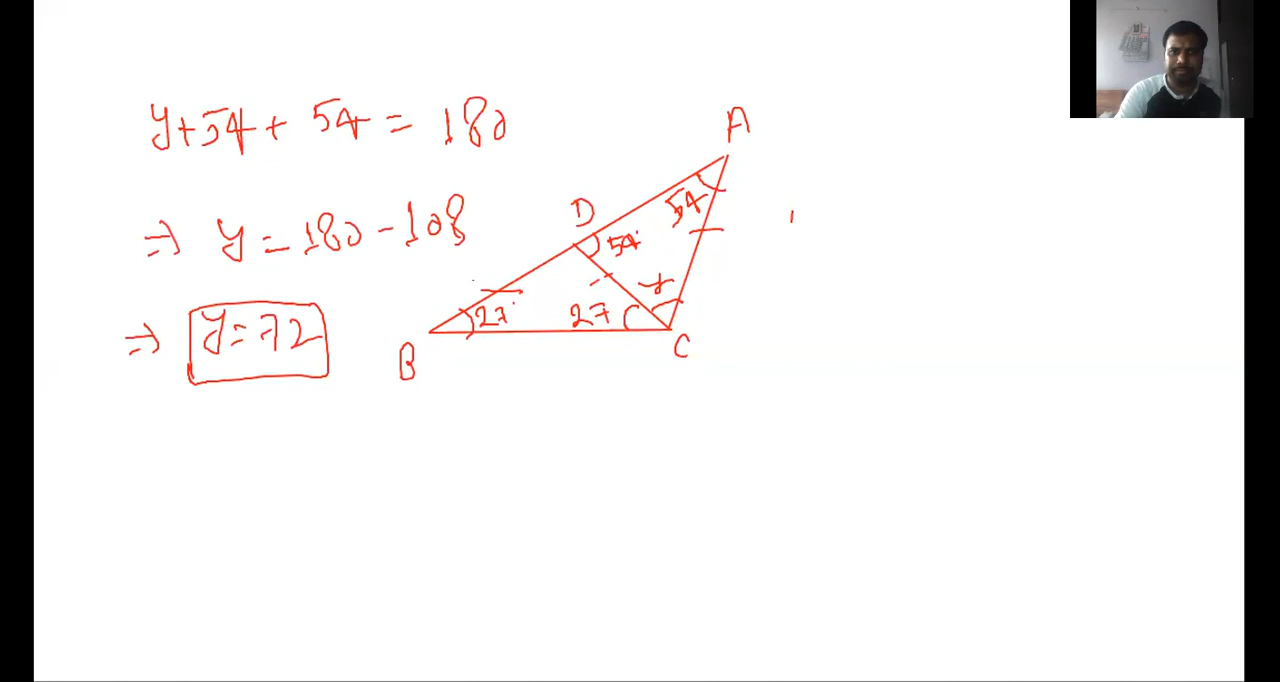 y+54+ 54 = 180
⇒ y = 180 - 108
⇒ y = 72
A
D
54
54°
y
27°
27
B
C